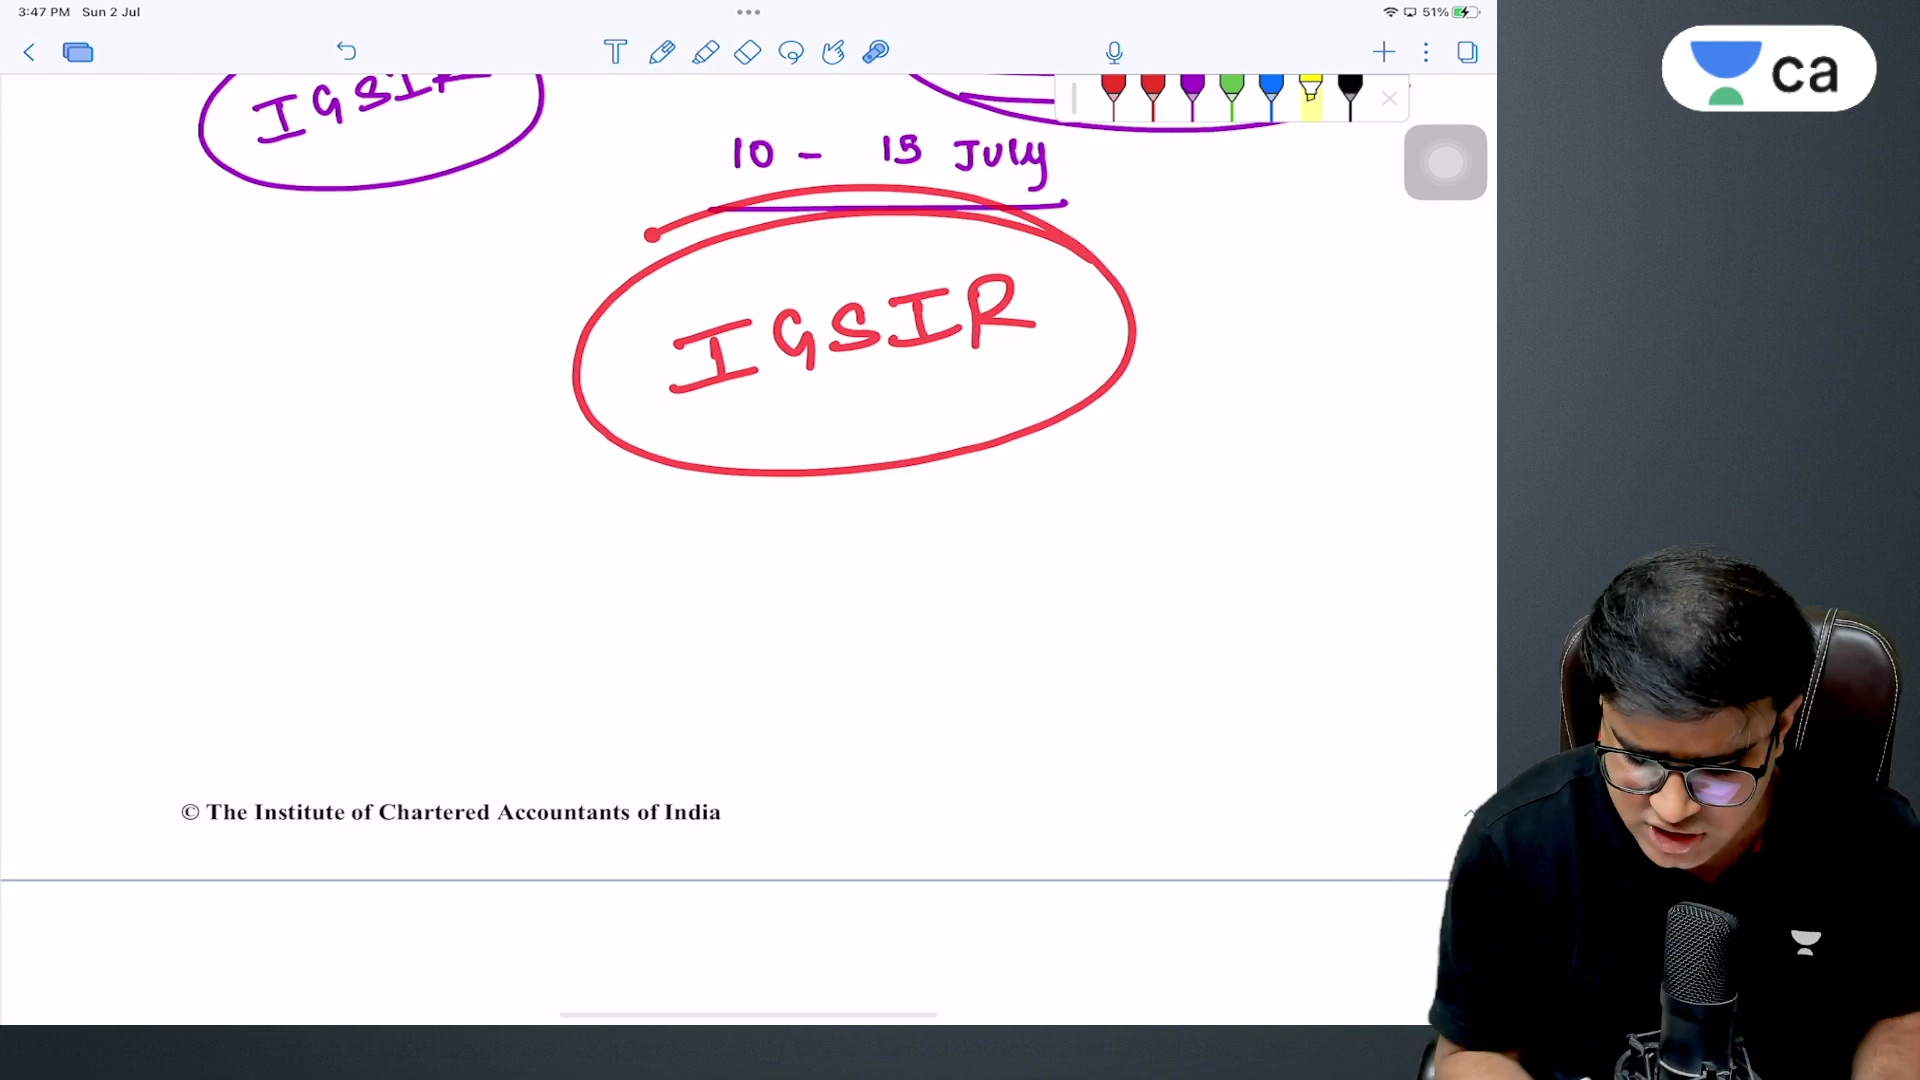 3:47 PM Sun 2 Jul
51%
ca
IGSIR
10 - 15 July
IGSIR
© The Institute of Chartered Accountants of India